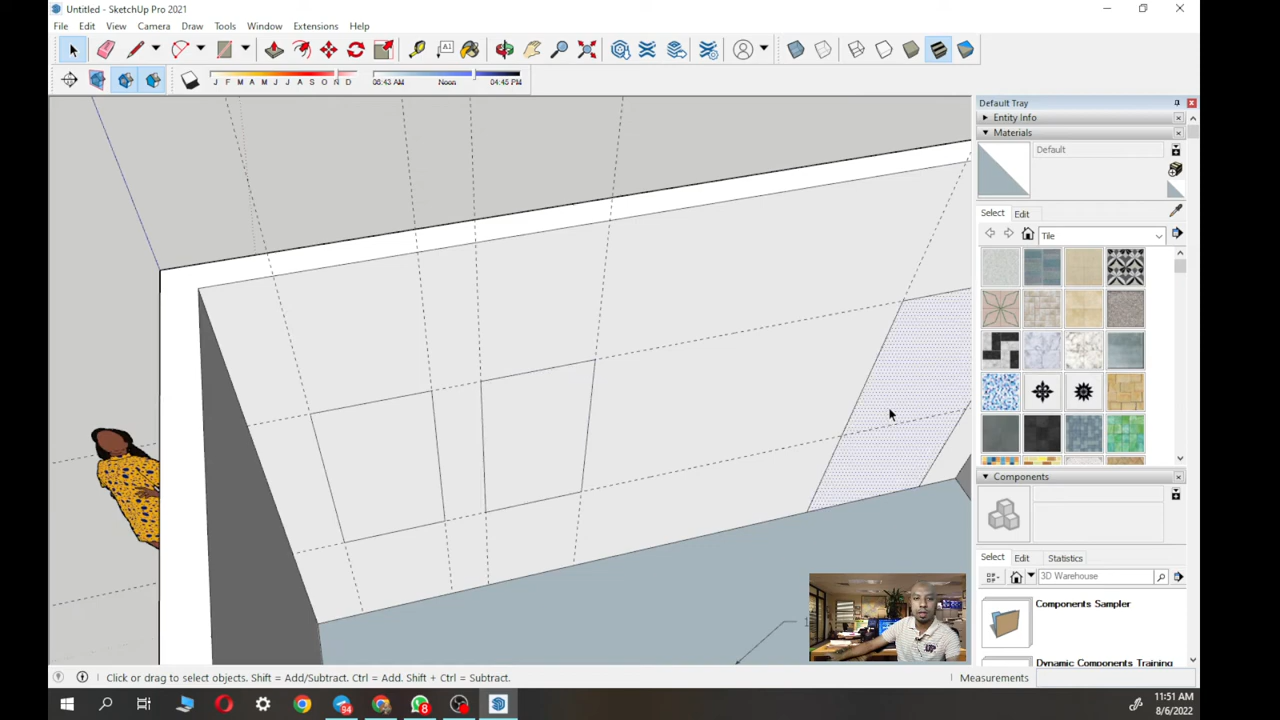 Untitled - SketchUp Pro 2021
File Edit View Camera Draw Tools Window Extensions Help
J F M A M J J A S O N D
06:43 AM Noon 04:45 PM
Default Tray
Entity Info
Materials
Default
Select Edit
Tile
Components
Select Edit Statistics
3D Warehouse
Components Sampler
Dynamic Components Training
Click or drag to select objects. Shift = Add/Subtract. Ctrl = Add. Shift + Ctrl = Subtract.
Measurements
94
8
11:51 AM
8/6/2022